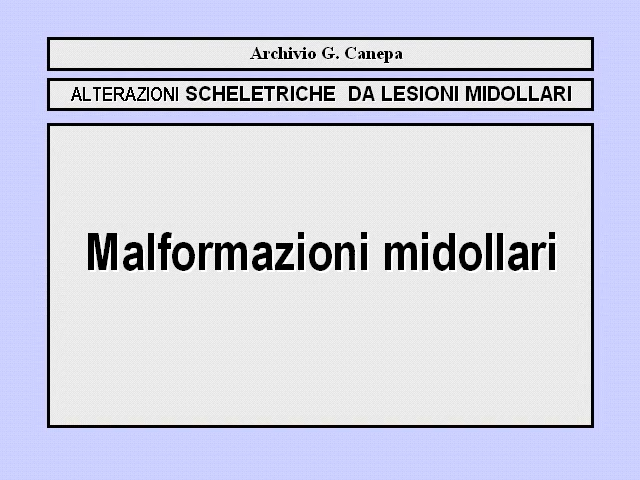 Archivio G. Canepa
ALTERAZIONI SCHELETRICHE DA LESIONI MIDOLLARI
Malformazioni midollari